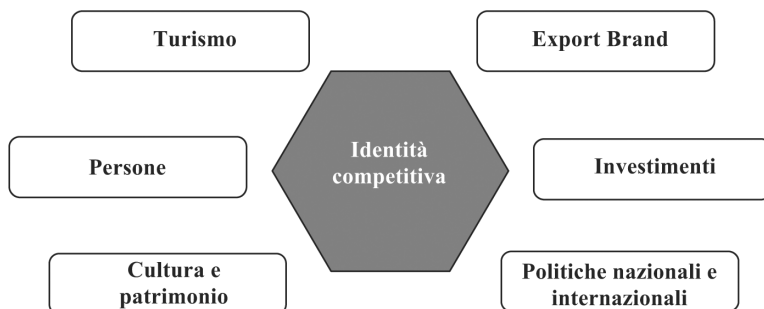 Turismo
Export Brand
Identità
competitiva
Persone
Investimenti
Cultura e
patrimonio
Politiche nazionali e
internazionali